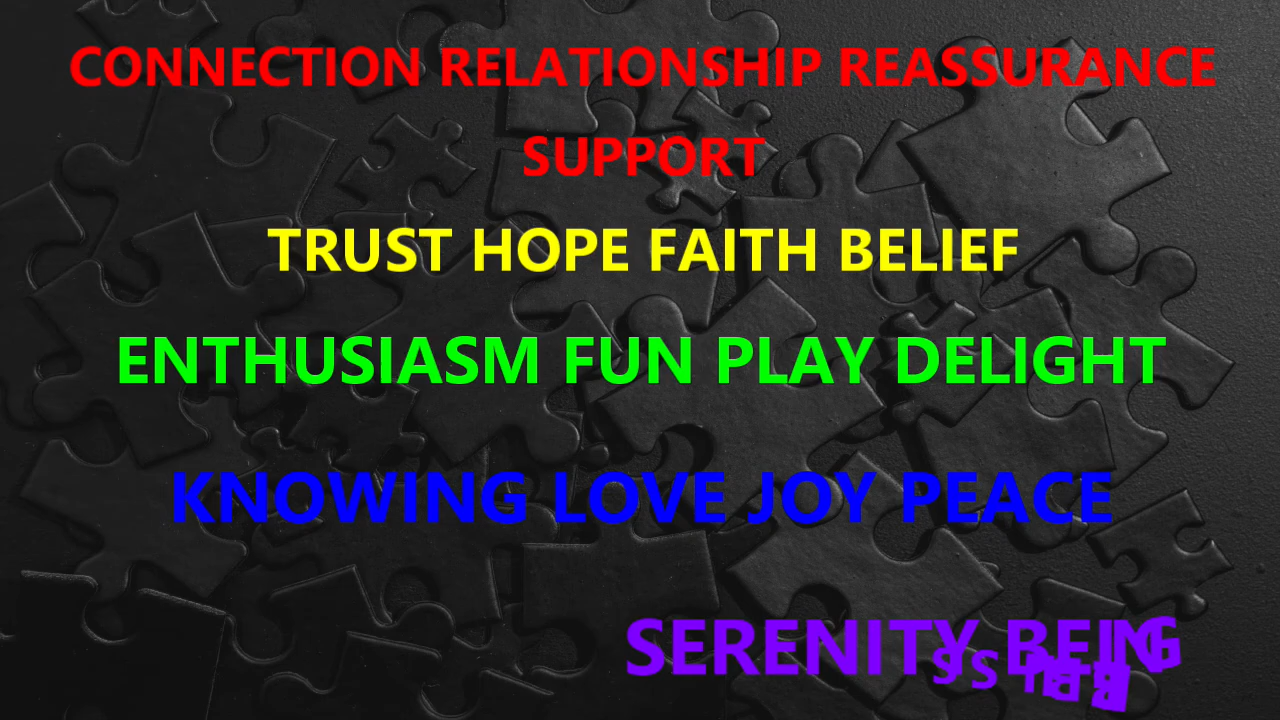 CONNECTION RELATIONSHIP REASSURANCE
SUPPORT
TRUST HOPE FAITH BELIEF
ENTHUSIASM FUN PLAY DELIGHT
KNOWING LOVE JOY PEACE
SERENITY BEING